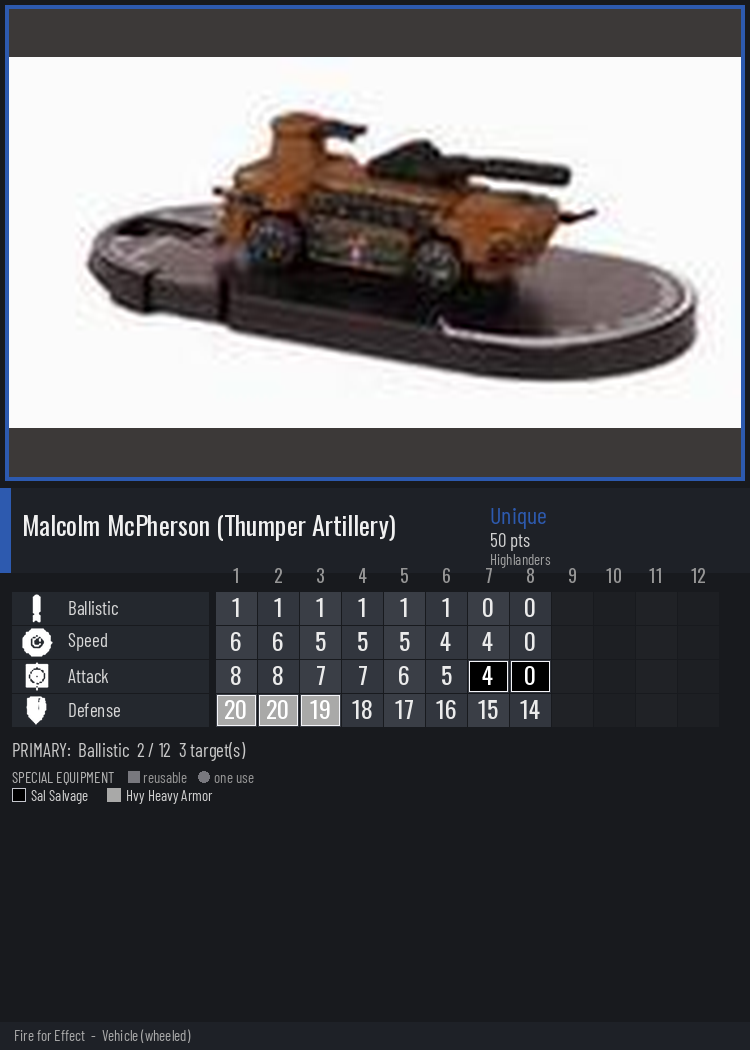 Malcolm McPherson (Thumper Artillery)
Unique
50 pts
Highlanders
1 2 3 4 5 6 7 8 9 10 11 12
Ballistic 1 1 1 1 1 1 0 0
Speed 6 6 5 5 5 4 4 0
Attack 8 8 7 7 6 5 4 0
Defense 20 20 19 18 17 16 15 14
PRIMARY: Ballistic 2 / 12 3 target(s)
SPECIAL EQUIPMENT reusable one use
Sal Salvage Hvy Heavy Armor
Fire for Effect - Vehicle (wheeled)